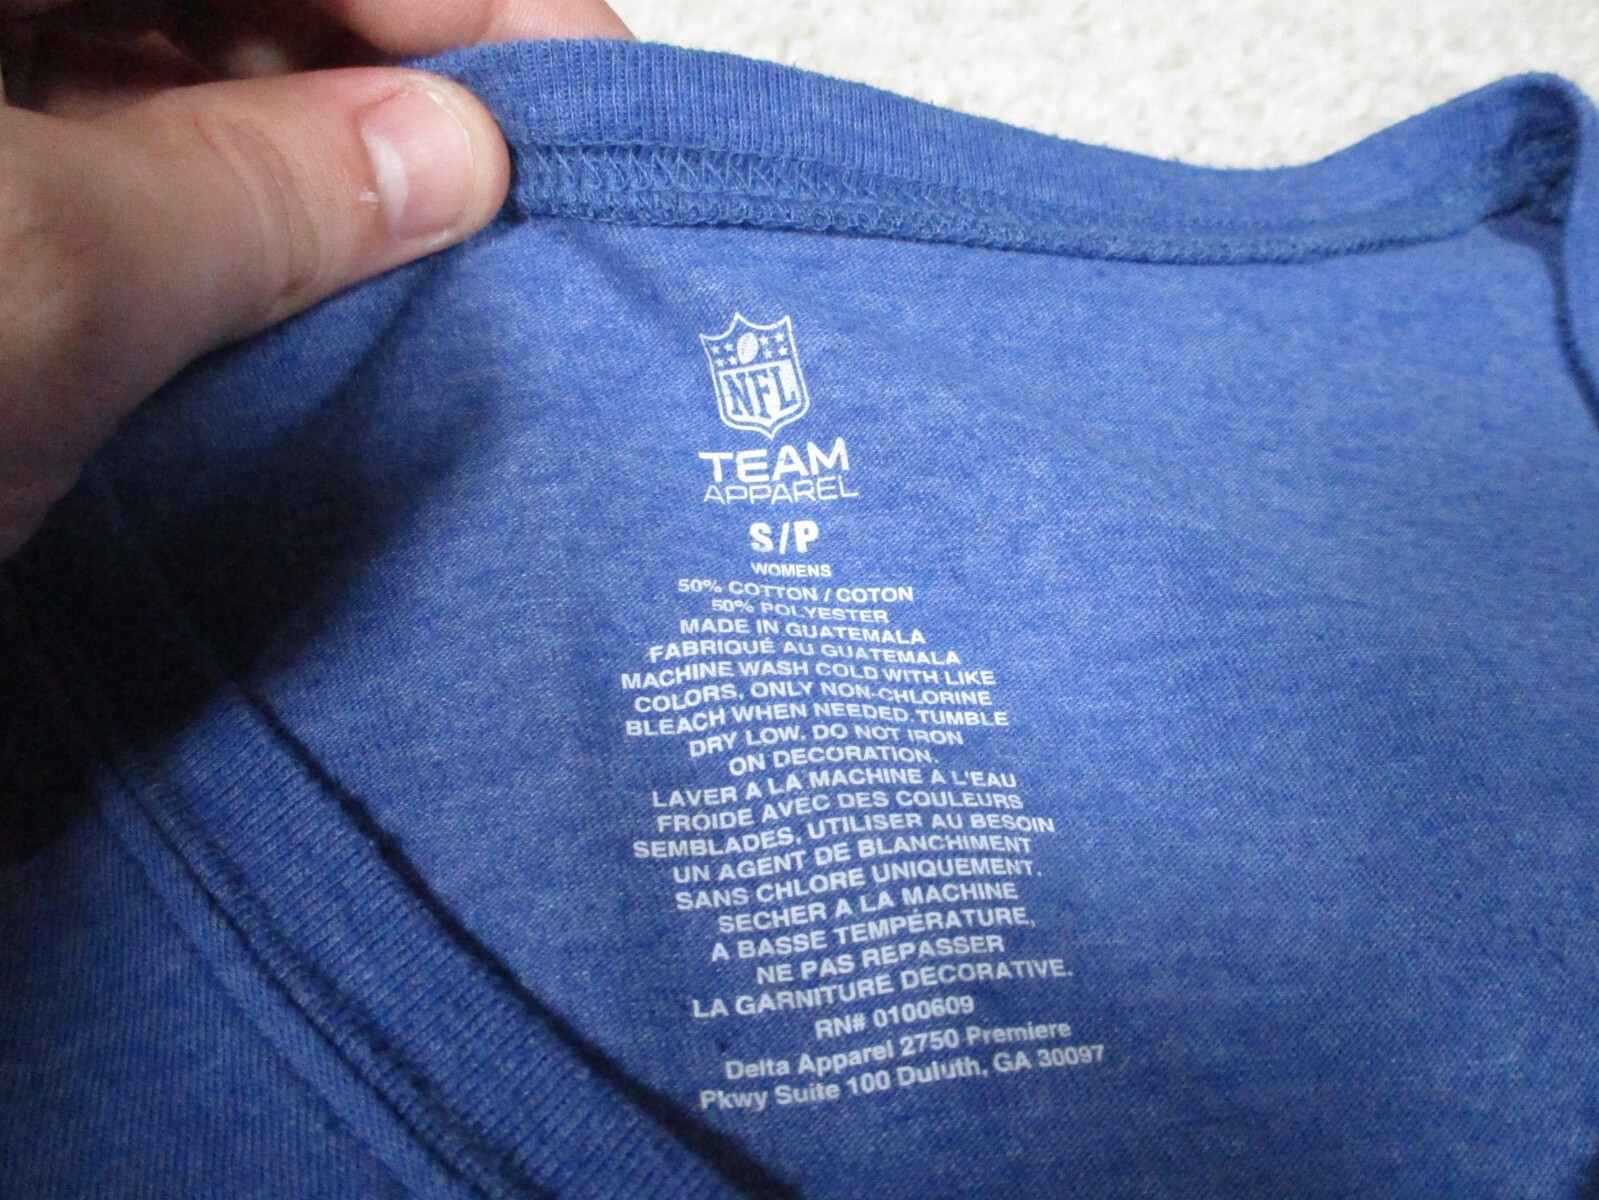 NFL
TEAM
APPAREL
S/P
WOMENS
50% COTTON / COTON
50% POLYESTER
MADE IN GUATEMALA
FABRIQUÉ AU GUATEMALA
MACHINE WASH COLD WITH LIKE
COLORS, ONLY NON-CHLORINE
BLEACH WHEN NEEDED. TUMBLE
DRY LOW. DO NOT IRON
ON DECORATION.
LAVER A LA MACHINE A L'EAU
FROIDE AVEC DES COULEURS
SEMBLADES, UTILISER AU BESOIN
UN AGENT DE BLANCHIMENT
SANS CHLORE UNIQUEMENT.
SECHER A LA MACHINE
A BASSE TEMPÉRATURE,
NE PAS REPASSER
LA GARNITURE DECORATIVE.
RN# 0100609
Delta Apparel 2750 Premiere
Pkwy Suite 100 Duluth, GA 30097